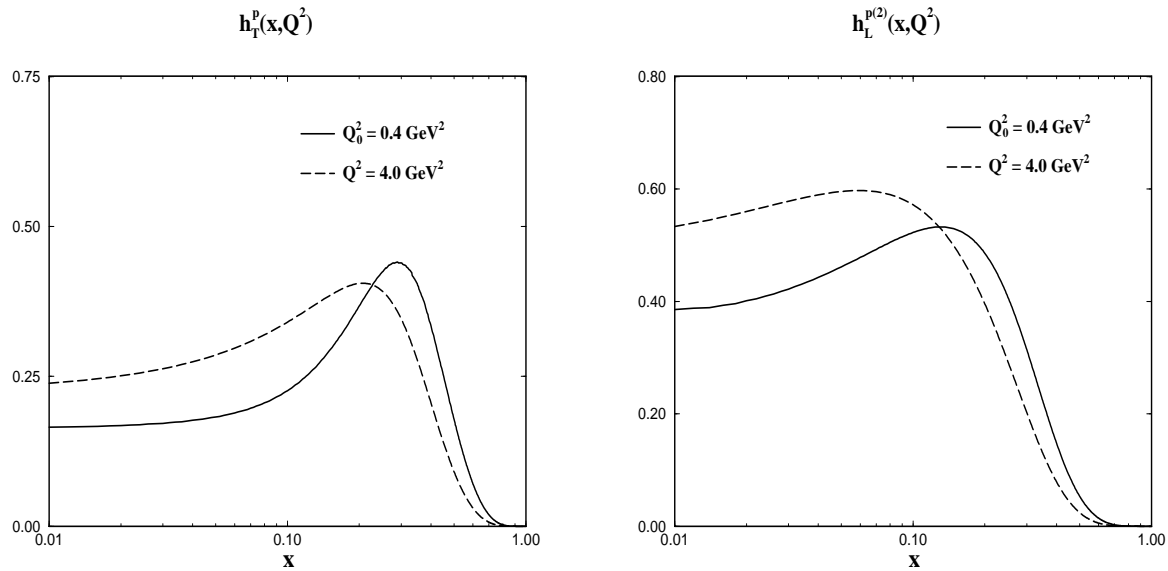 h_T^p(x,Q^2)
0.75
0.50
0.25
0.00
0.01
0.10
1.00
x
Q_0^2 = 0.4 GeV^2
Q^2 = 4.0 GeV^2
h_L^{p(2)}(x,Q^2)
0.80
0.60
0.40
0.20
0.00
0.01
0.10
1.00
x
Q_0^2 = 0.4 GeV^2
Q^2 = 4.0 GeV^2